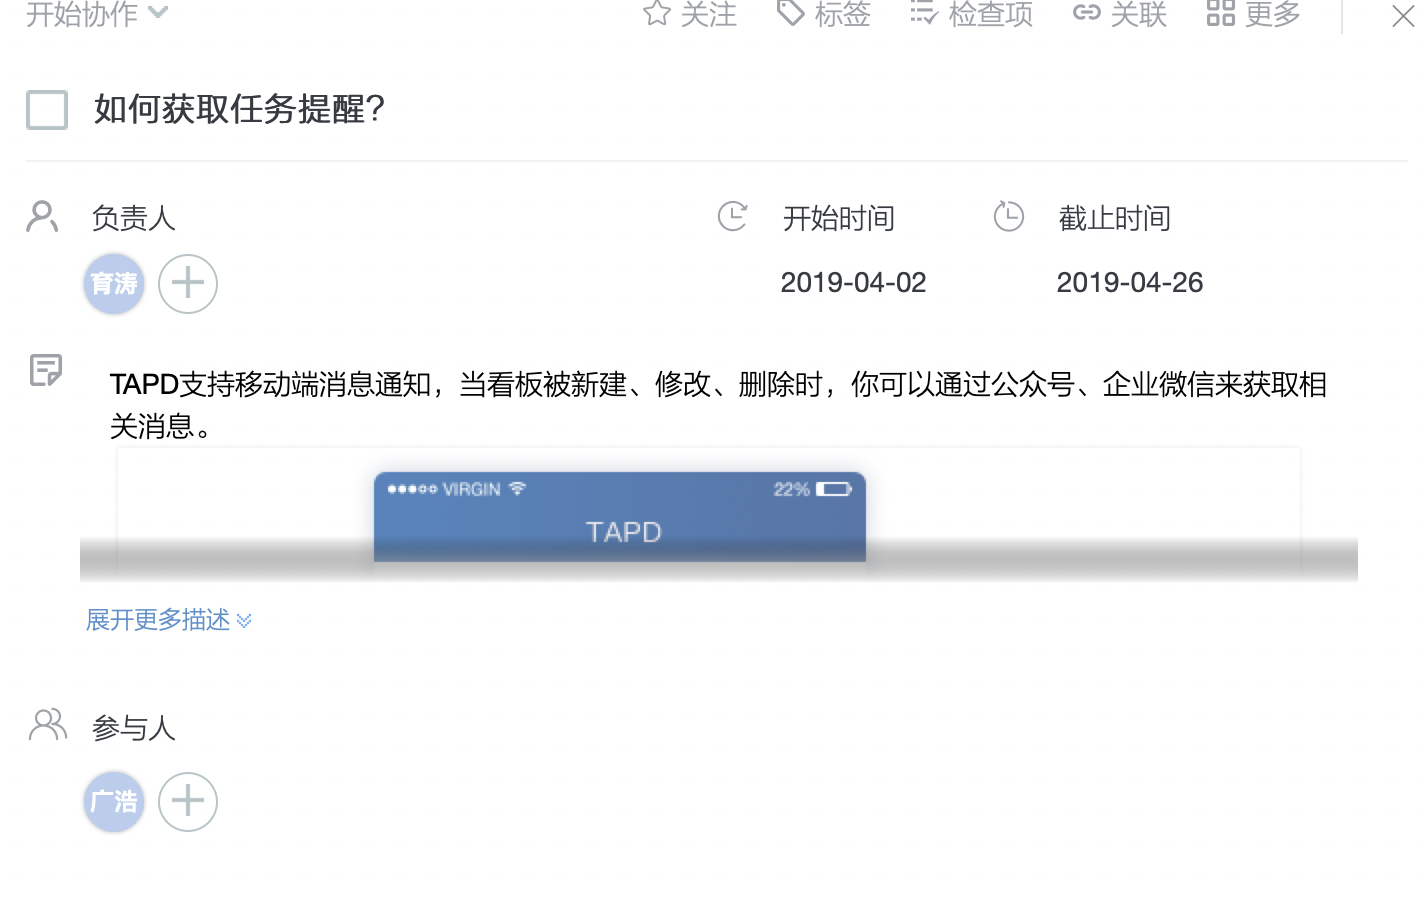 开始协作
关注 标签 检查项 关联 更多
如何获取任务提醒?
负责人 开始时间 截止时间
育涛 2019-04-02 2019-04-26
TAPD支持移动端消息通知，当看板被新建、修改、删除时，你可以通过公众号、企业微信来获取相
关消息。
VIRGIN 22%
TAPD
展开更多描述
参与人
广浩